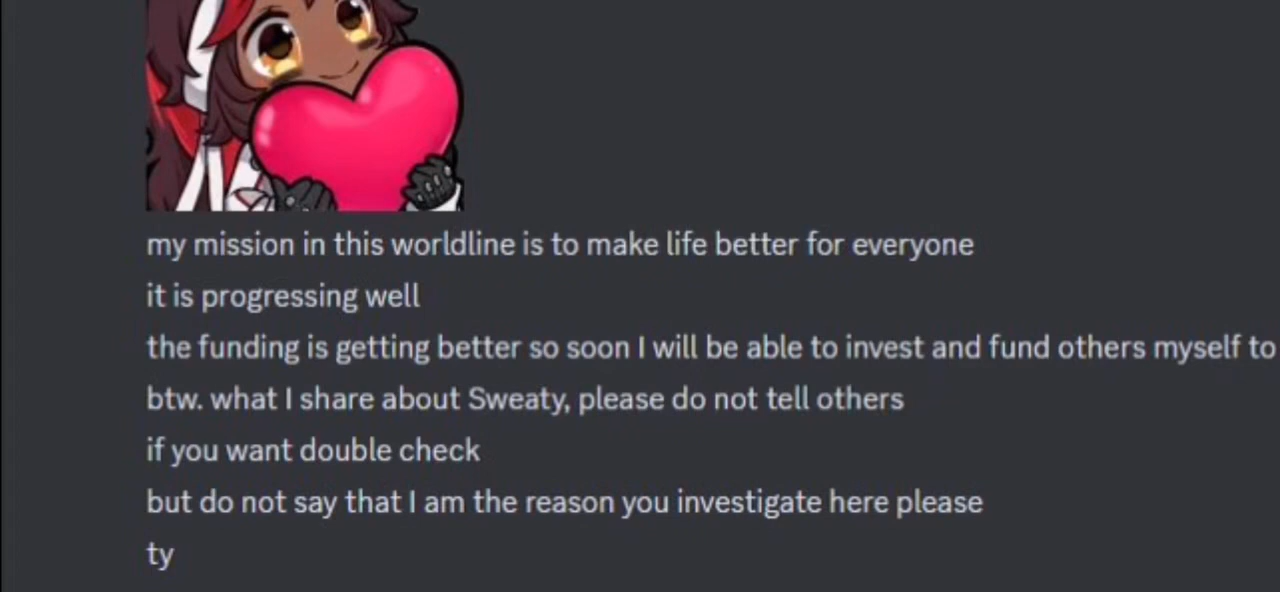 my mission in this worldline is to make life better for everyone
it is progressing well
the funding is getting better so soon I will be able to invest and fund others myself to
btw. what I share about Sweaty, please do not tell others
if you want double check
but do not say that I am the reason you investigate here please
ty